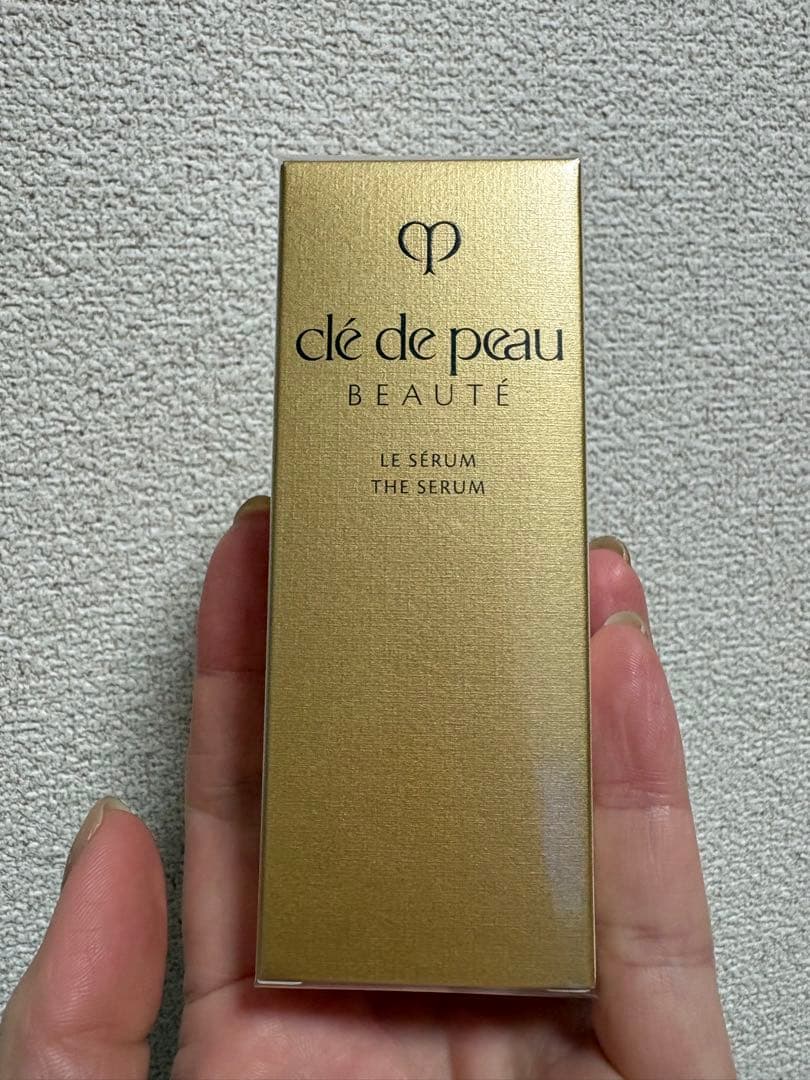 clé de peau
BEAUTÉ
LE SÉRUM
THE SERUM